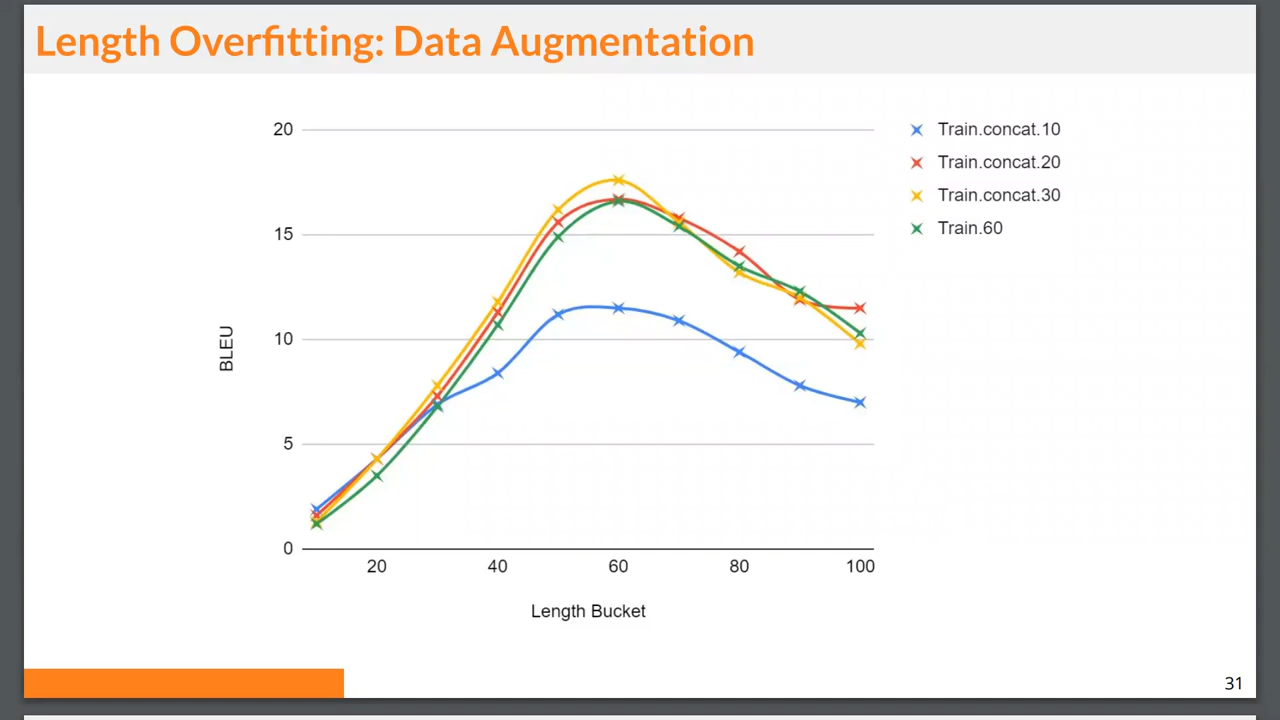 Length Overfitting: Data Augmentation
20
15
10
5
0
BLEU
20 40 60 80 100
Length Bucket
Train.concat.10
Train.concat.20
Train.concat.30
Train.60
31